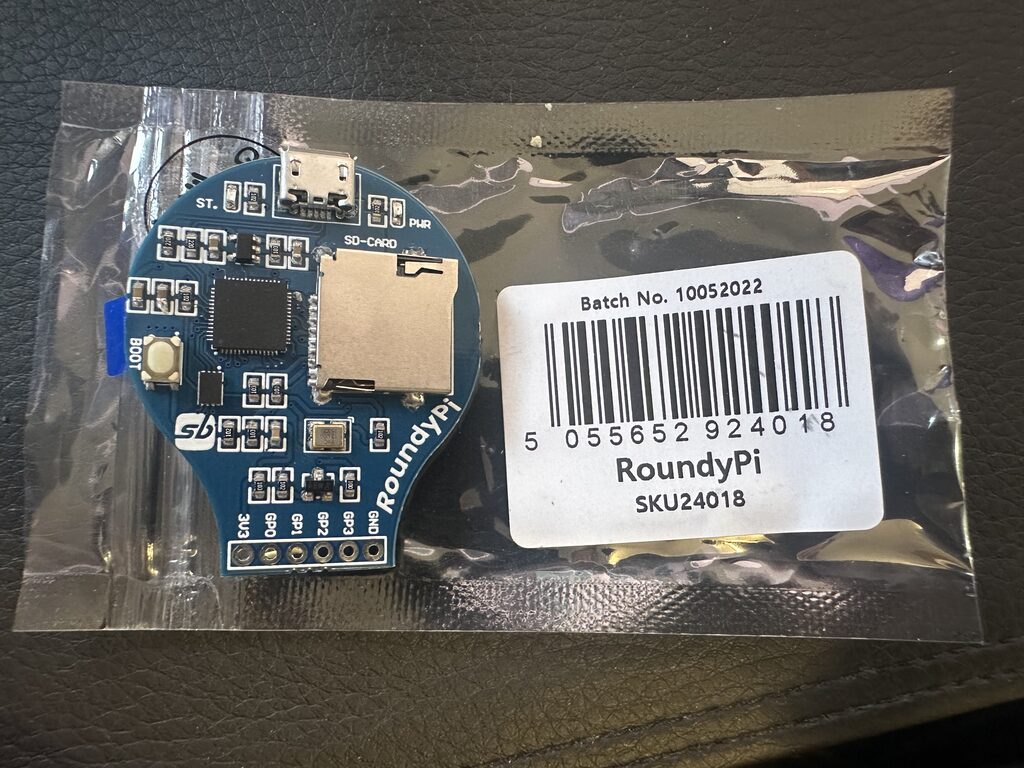 ST.
PWR
SD-CARD
BOOT
sb
RoundyPi
3V3
GP0
GP1
GP2
GP3
GND
Batch No. 10052022
5 055652 924018
RoundyPi
SKU24018